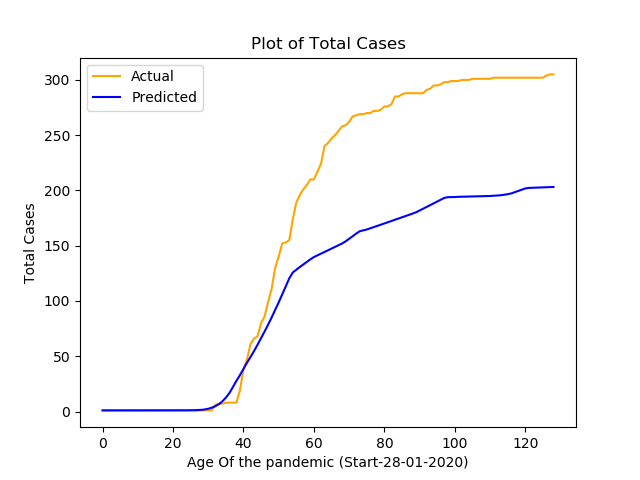 Plot of Total Cases
Actual
Predicted
300
250
200
150
100
50
0
Total Cases
0 20 40 60 80 100 120
Age Of the pandemic (Start-28-01-2020)